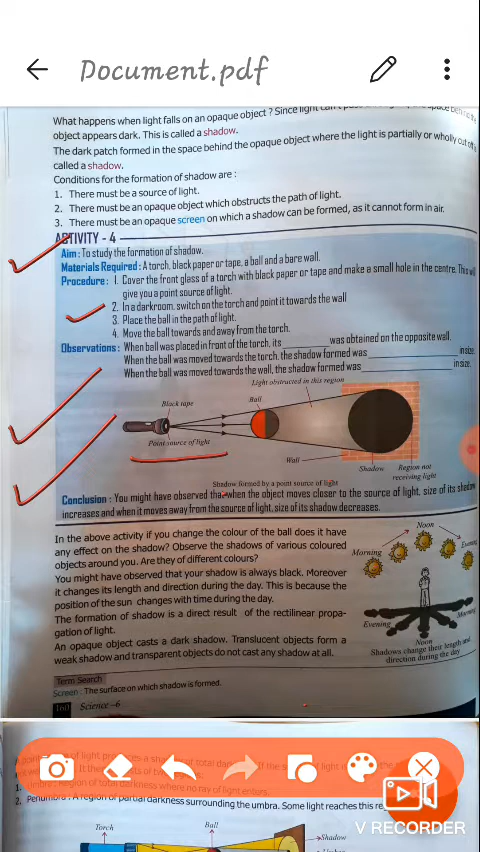 Document.pdf
What happens when light falls on an opaque object ? Since light can't
object appears dark. This is called a shadow.
The dark patch formed in the space behind the opaque object where the light is partially or wholly cut off
called a shadow.
Conditions for the formation of shadow are :
1. There must be a source of light.
2. There must be an opaque object which obstructs the path of light.
3. There must be an opaque screen on which a shadow can be formed, as it cannot form in air.
ACTIVITY - 4
Aim : To study the formation of shadow.
Materials Required : A torch, black paper or tape, a ball and a bare wall.
Procedure : 1. Cover the front glass of a torch with black paper or tape and make a small hole in the centre. This will
give you a point source of light.
2. In a darkroom, switch on the torch and point it towards the wall
3. Place the ball in the path of light.
4. Move the ball towards and away from the torch.
Observations : When ball was placed in front of the torch, its ________ was obtained on the opposite wall.
When the ball was moved towards the torch, the shadow formed was ________ in size.
When the ball was moved towards the wall, the shadow formed was ________ in size.
Light obstructed in this region
Black tape
Ball
Point source of light
Wall
Shadow
Region not
receiving light
Shadow formed by a point source of light
Conclusion : You might have observed that when the object moves closer to the source of light, size of its shadow
increases and when it moves away from the source of light, size of its shadow decreases.
In the above activity if you change the colour of the ball does it have
any effect on the shadow? Observe the shadows of various coloured
objects around you. Are they of different colours?
You might have observed that your shadow is always black. Moreover
it changes its length and direction during the day. This is because the
position of the sun changes with time during the day.
The formation of shadow is a direct result of the rectilinear propa-
gation of light.
An opaque object casts a dark shadow. Translucent objects form a
weak shadow and transparent objects do not cast any shadow at all.
Noon
Morning
Evening
Evening
Morning
Noon
Shadows change their length and
direction during the day
Term Search
Screen : The surface on which shadow is formed.
Science-6
1. Umbra : Region of total darkness where no ray of light enters.
2. Penumbra : A region of partial darkness surrounding the umbra. Some light reaches this
Torch
Ball
Shadow
V RECORDER